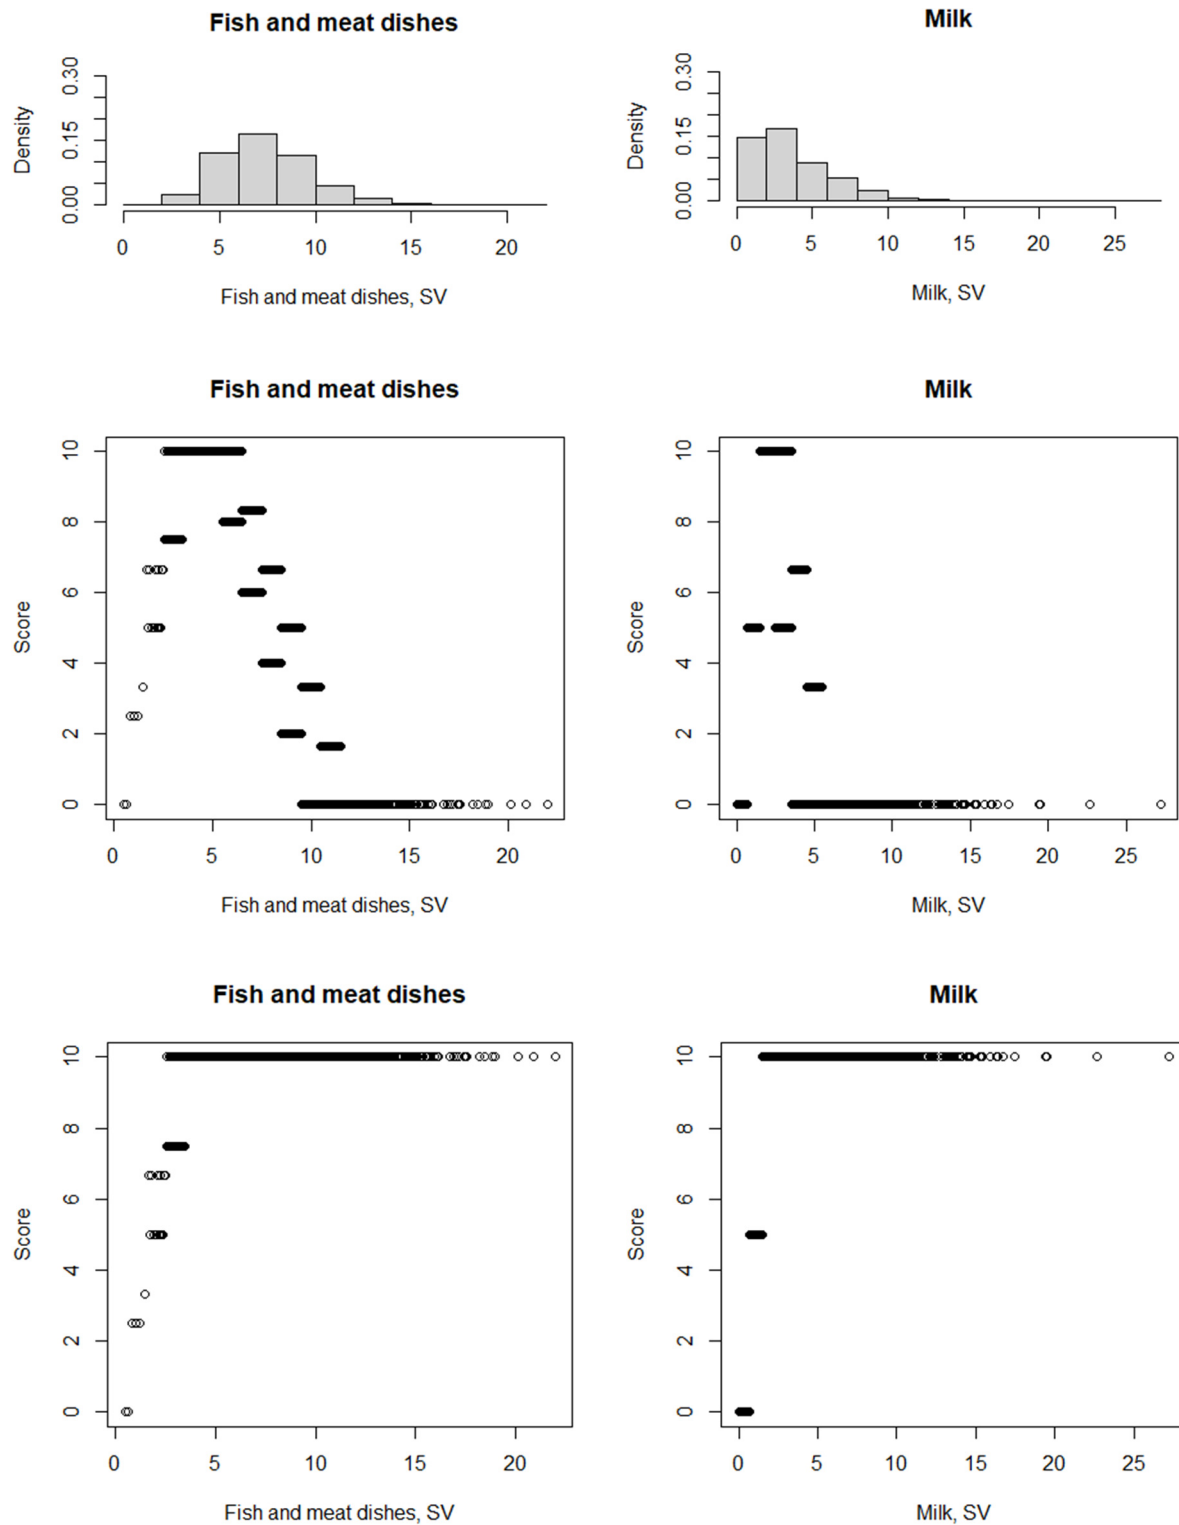 Fish and meat dishes
Density
0.00 0.15 0.30
0 5 10 15 20
Fish and meat dishes, SV
Milk
Density
0.00 0.15 0.30
0 5 10 15 20 25
Milk, SV
Fish and meat dishes
Score
10
8
6
4
2
0
0 5 10 15 20
Fish and meat dishes, SV
Milk
Score
10
8
6
4
2
0
0 5 10 15 20 25
Milk, SV
Fish and meat dishes
Score
10
8
6
4
2
0
0 5 10 15 20
Fish and meat dishes, SV
Milk
Score
10
8
6
4
2
0
0 5 10 15 20 25
Milk, SV